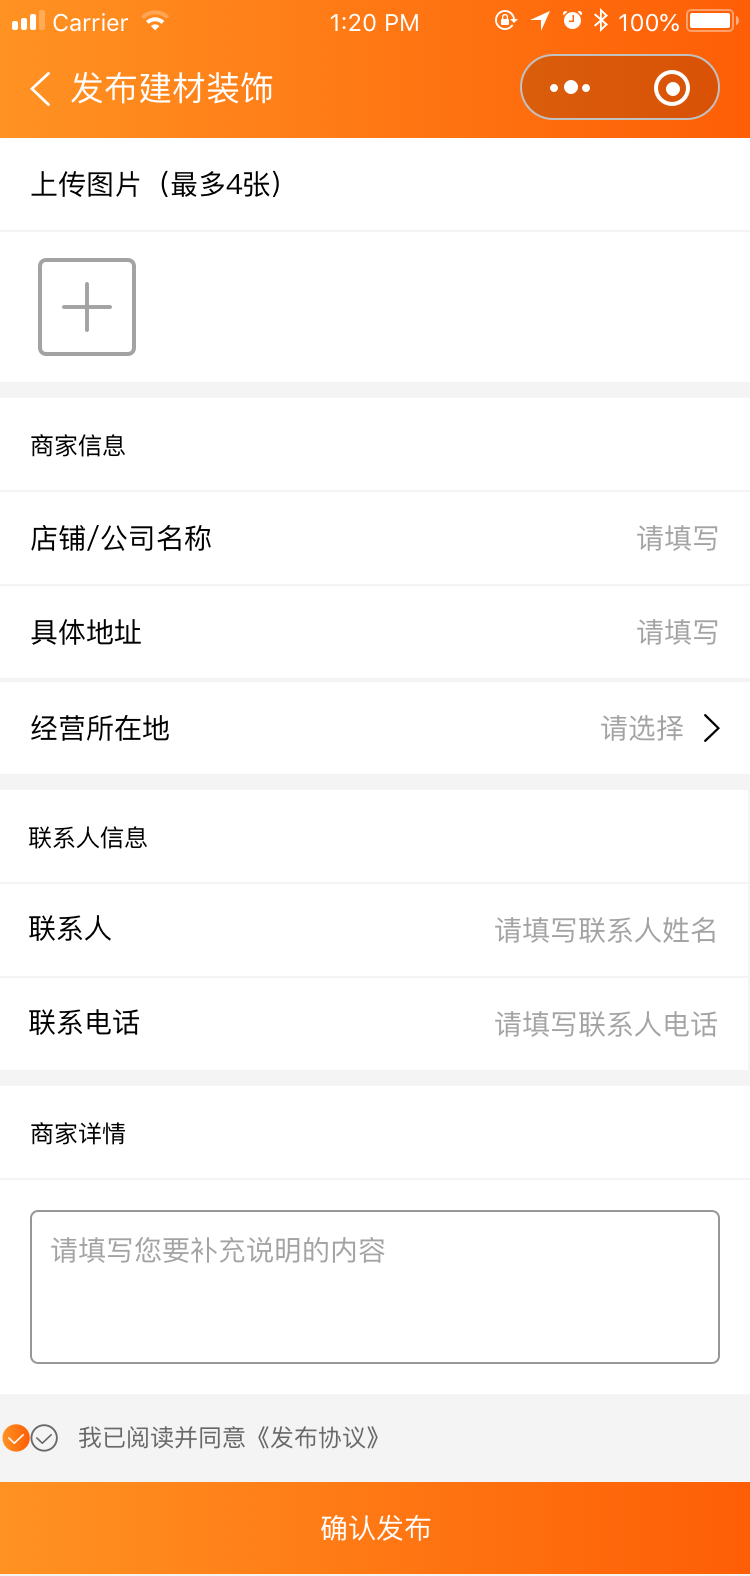 Carrier 1:20 PM 100%
发布建材装饰
上传图片（最多4张）
商家信息
店铺/公司名称 请填写
具体地址 请填写
经营所在地 请选择
联系人信息
联系人 请填写联系人姓名
联系电话 请填写联系人电话
商家详情
请填写您要补充说明的内容
我已阅读并同意《发布协议》
确认发布